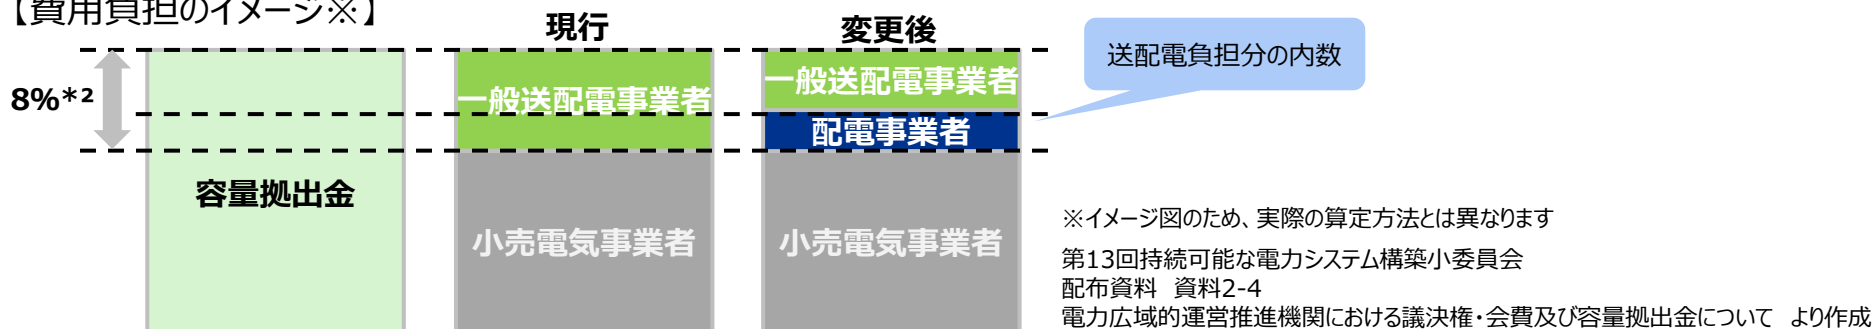 【費用負担のイメージ※】
現行
変更後
送配電負担分の内数
8%*²
一般送配電事業者
一般送配電事業者
配電事業者
容量拠出金
小売電気事業者
小売電気事業者
※イメージ図のため、実際の算定方法とは異なります
第13回持続可能な電力システム構築小委員会
配布資料 資料2-4
電力広域的運営推進機関における議決権・会費及び容量拠出金について より作成